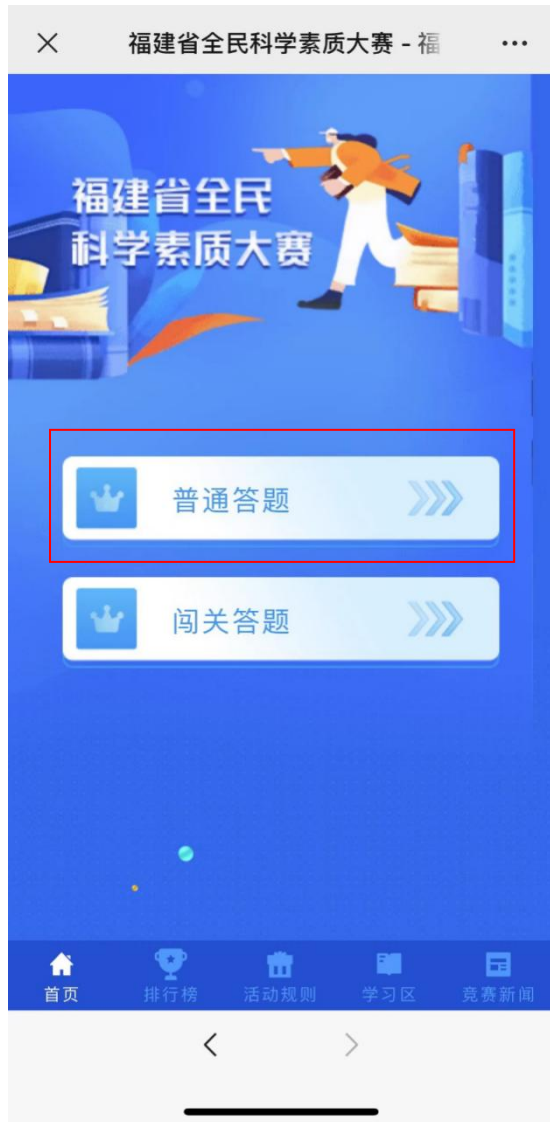 福建省全民科学素质大赛 - 福
福建省全民
科学素质大赛
普通答题
闯关答题
首页
排行榜
活动规则
学习区
竞赛新闻